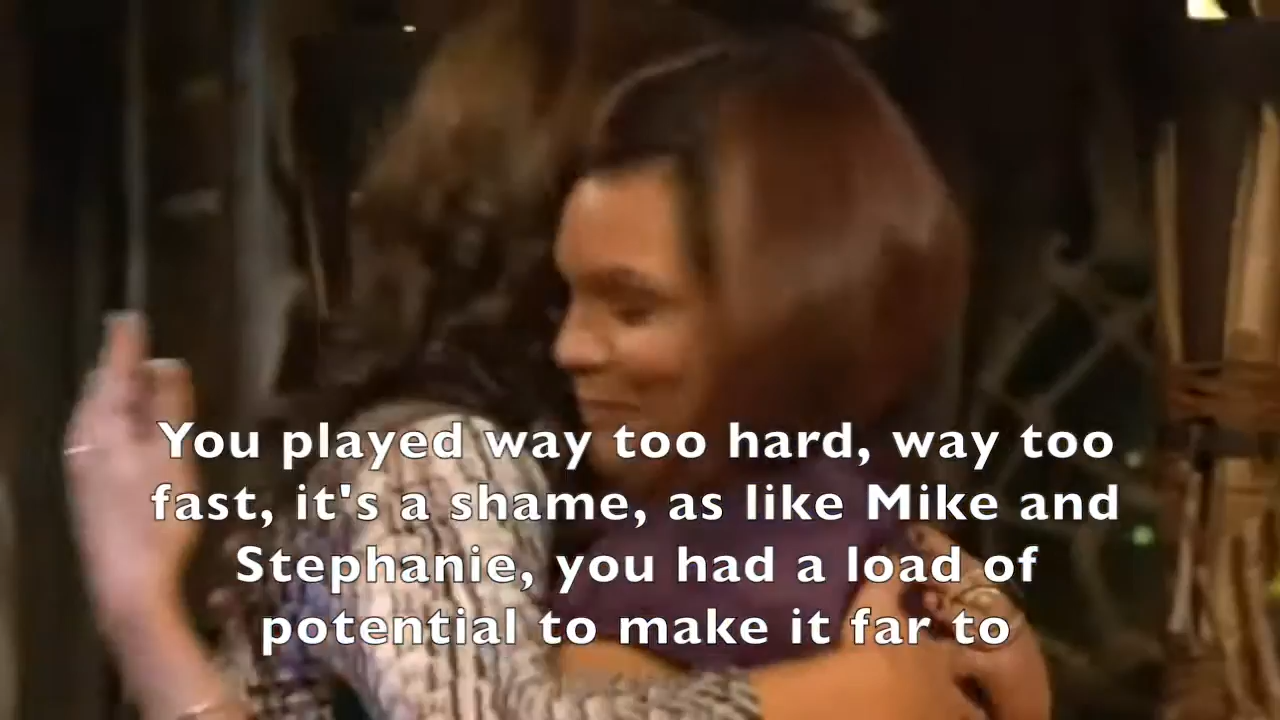 You played way too hard, way too
fast, it's a shame, as like Mike and
Stephanie, you had a load of
potential to make it far to